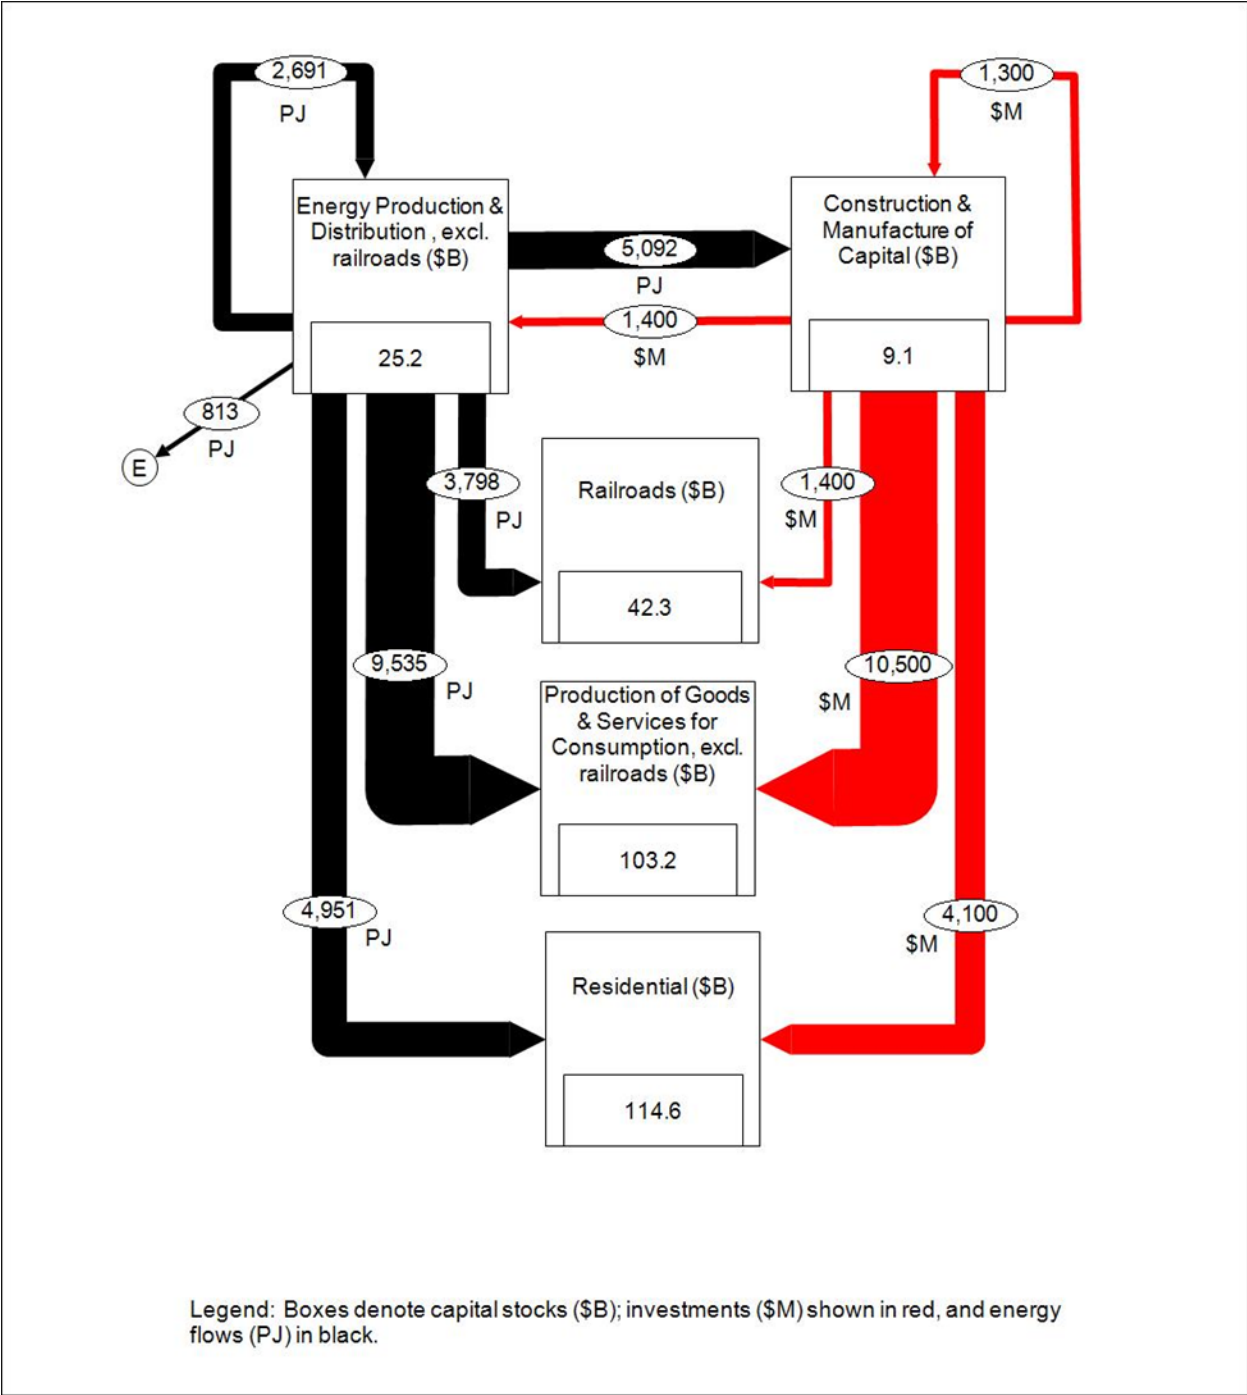 2,691
PJ
1,300
$M
Energy Production &
Distribution , excl.
railroads ($B)
25.2
5,092
PJ
1,400
$M
Construction &
Manufacture of
Capital ($B)
9.1
813
PJ
E
3,798
PJ
Railroads ($B)
42.3
1,400
$M
9,535
PJ
Production of Goods
& Services for
Consumption, excl.
railroads ($B)
103.2
10,500
$M
4,951
PJ
Residential ($B)
114.6
4,100
$M
Legend: Boxes denote capital stocks ($B); investments ($M) shown in red, and energy
flows (PJ) in black.